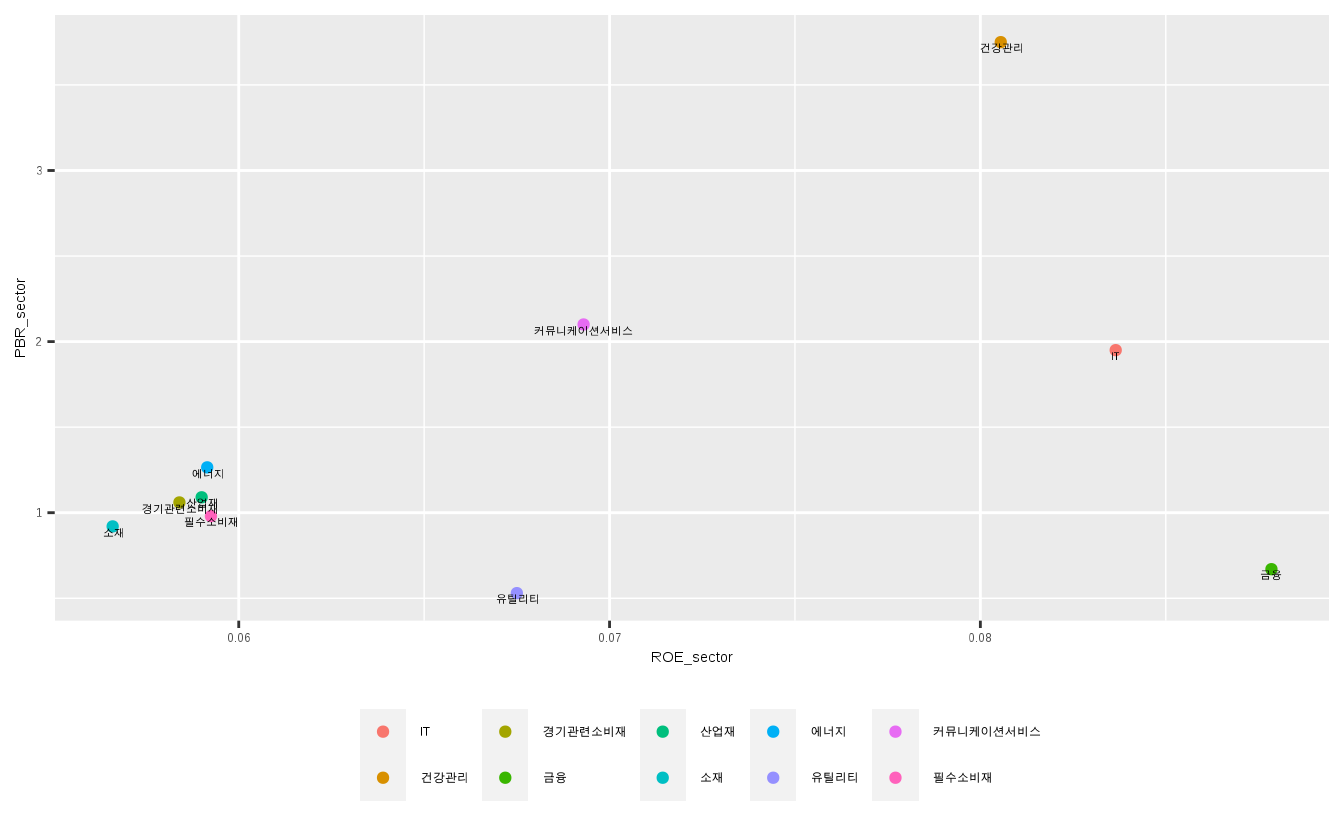 건강관리
3
커뮤니케이션서비스
2
IT
에너지
산업재
경기관련소비재
1
필수소비재
소재
금융
유틸리티
PBR_sector
0.06 0.07 0.08
ROE_sector
IT 경기관련소비재 산업재 에너지 커뮤니케이션서비스
건강관리 금융 소재 유틸리티 필수소비재